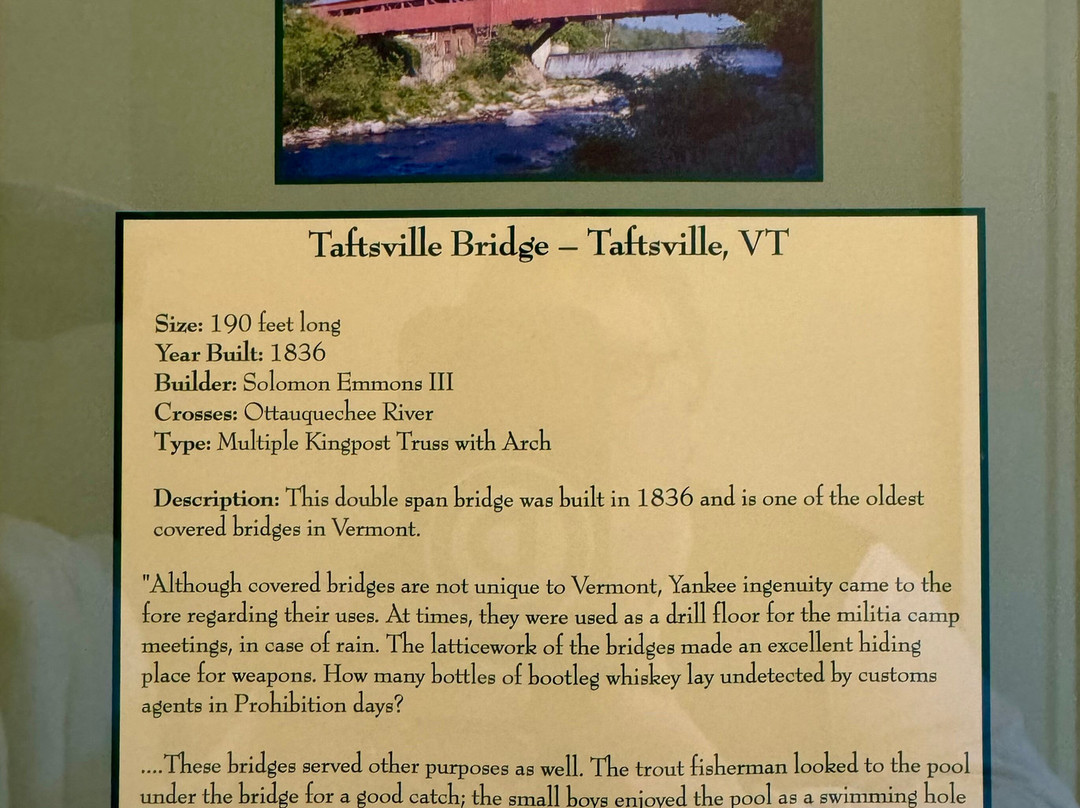 Taftsville Bridge – Taftsville, VT
Size: 190 feet long
Year Built: 1836
Builder: Solomon Emmons III
Crosses: Ottauquechee River
Type: Multiple Kingpost Truss with Arch
Description: This double span bridge was built in 1836 and is one of the oldest
covered bridges in Vermont.
"Although covered bridges are not unique to Vermont, Yankee ingenuity came to the
fore regarding their uses. At times, they were used as a drill floor for the militia camp
meetings, in case of rain. The latticework of the bridges made an excellent hiding
place for weapons. How many bottles of bootleg whiskey lay undetected by customs
agents in Prohibition days?
....These bridges served other purposes as well. The trout fisherman looked to the pool
under the bridge for a good catch; the small boys enjoyed the pool as a swimming hole